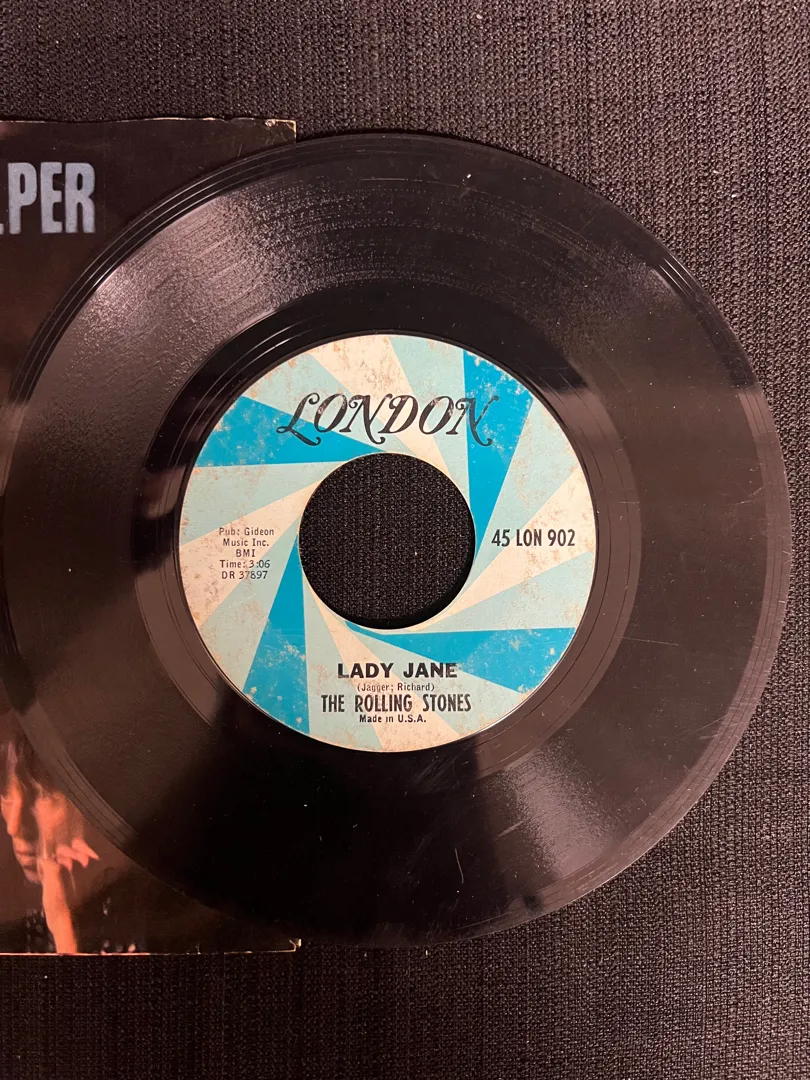 PER
LONDON
Pub: Gideon
Music Inc.
BMI
Time: 3:06
DR 37897
45 LON 902
LADY JANE
(Jagger; Richard)
THE ROLLING STONES
Made in U.S.A.